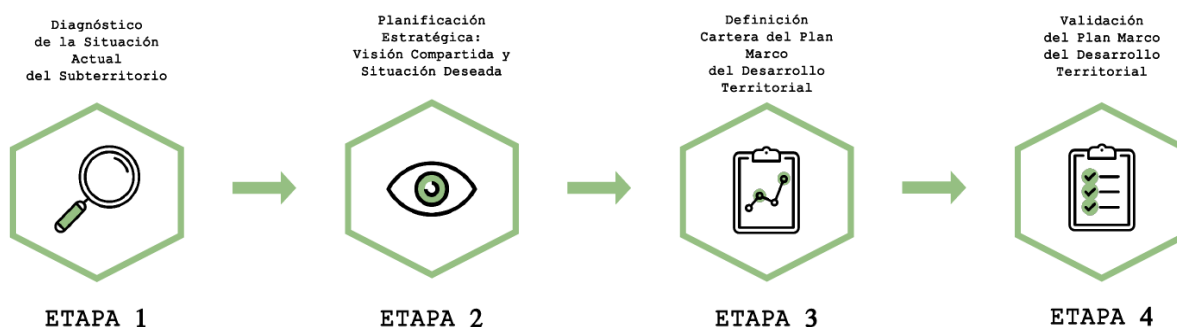 Diagnóstico
de la Situación
Actual
del Subterritorio
ETAPA 1
Planificación
Estratégica:
Visión Compartida y
Situación Deseada
ETAPA 2
Definición
Cartera del Plan
Marco
del Desarrollo
Territorial
ETAPA 3
Validación
del Plan Marco
del Desarrollo
Territorial
ETAPA 4